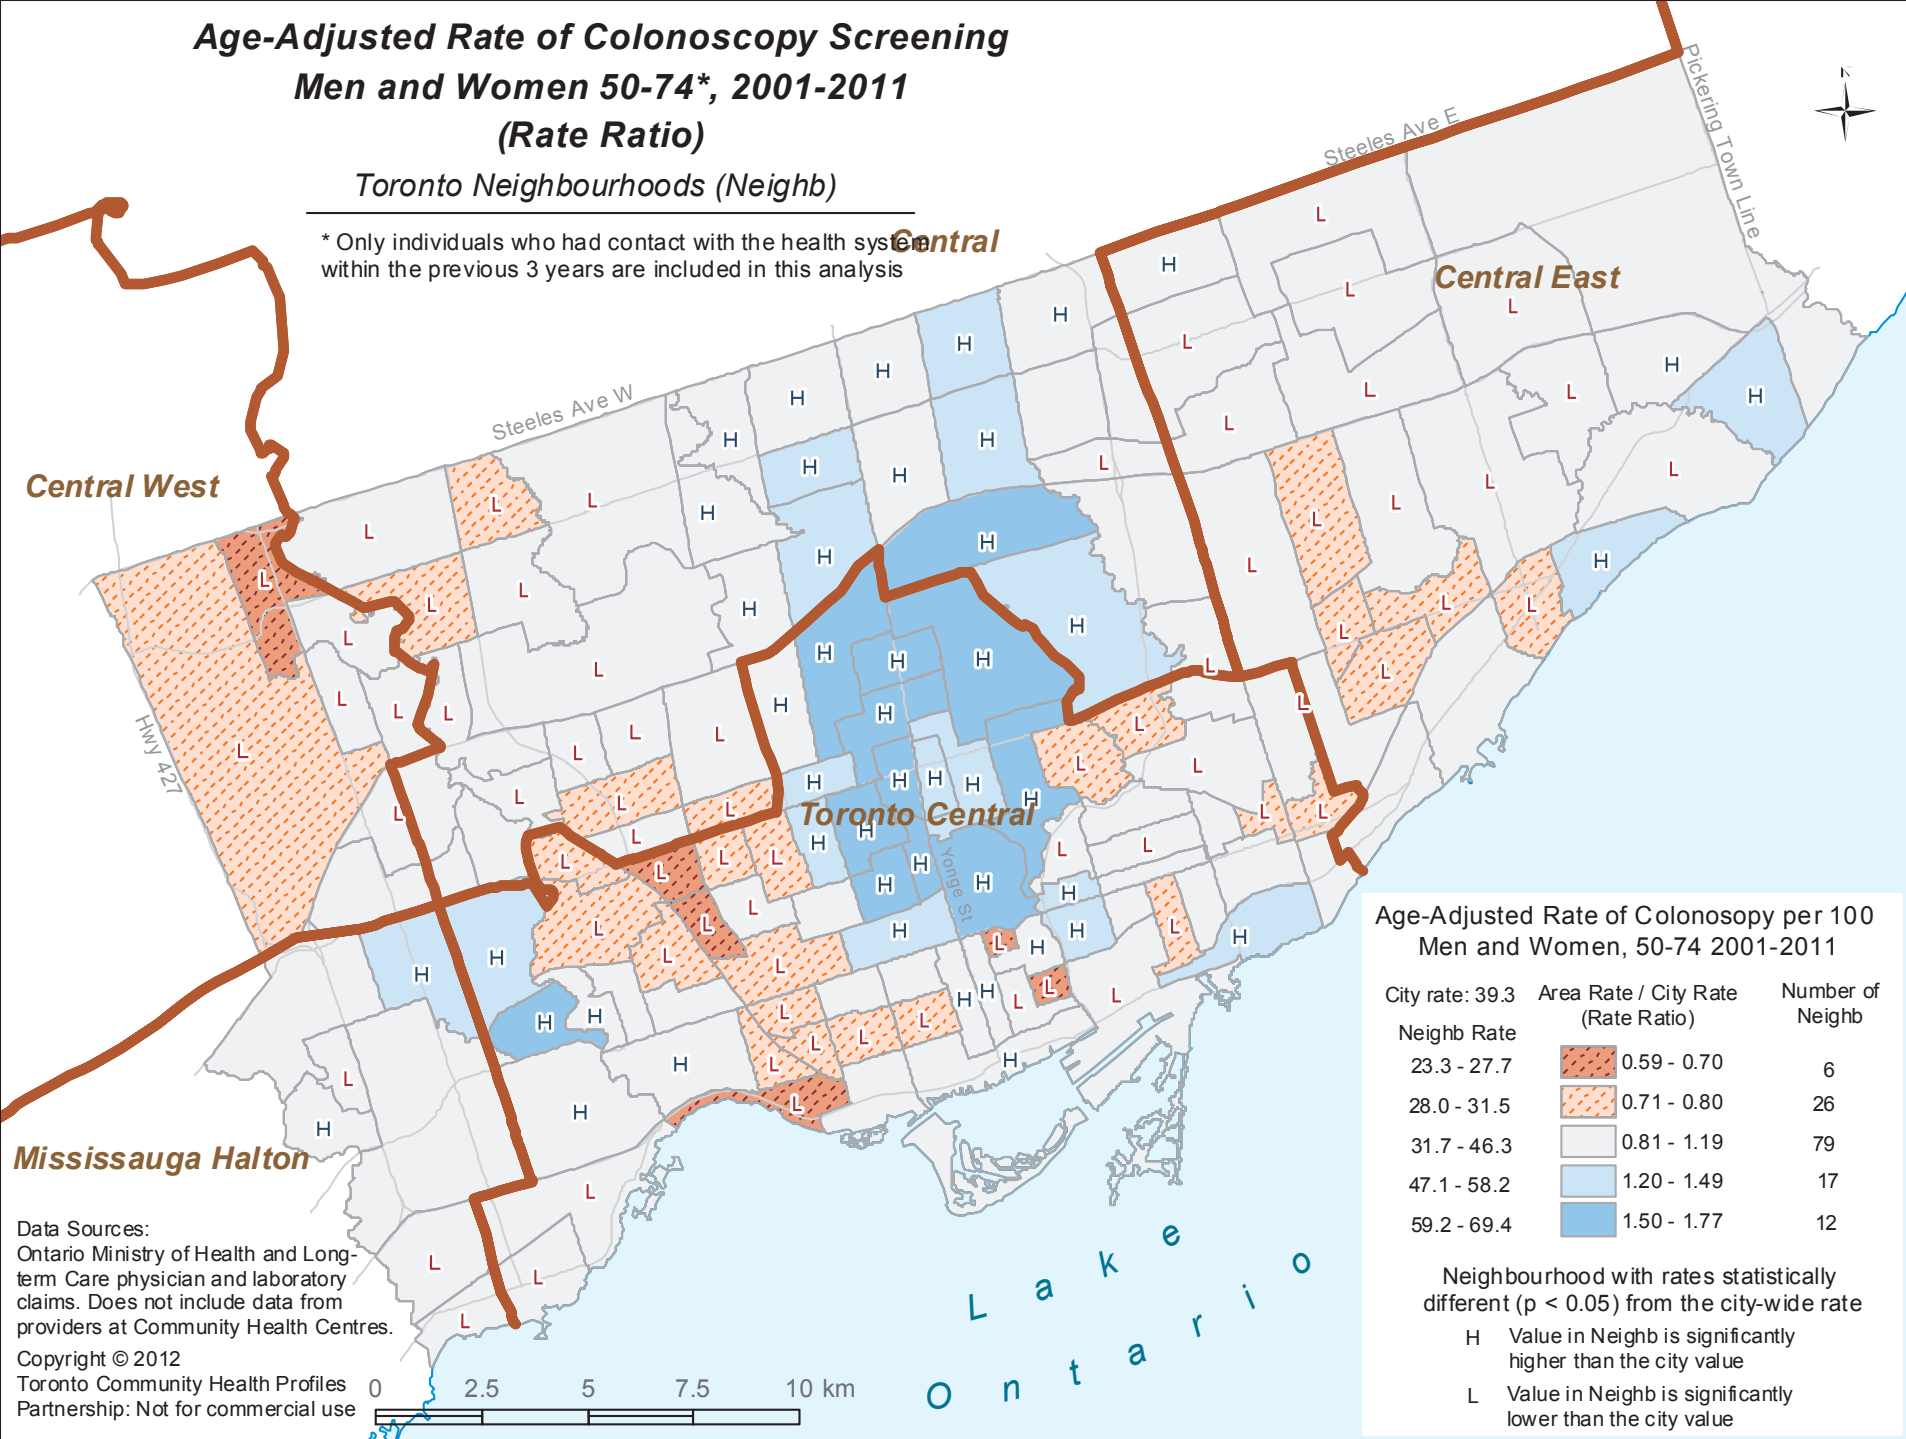 Age-Adjusted Rate of Colonoscopy Screening
Men and Women 50-74*, 2001-2011
(Rate Ratio)
Toronto Neighbourhoods (Neighb)
* Only individuals who had contact with the health system
within the previous 3 years are included in this analysis
N
Central
Central East
Central West
Toronto Central
Mississauga Halton
Steeles Ave E
Pickering Town Line
Steeles Ave W
Hwy 427
Yonge St
Lake
Ontario
Age-Adjusted Rate of Colonosopy per 100
Men and Women, 50-74 2001-2011
City rate: 39.3 Area Rate / City Rate Number of
(Rate Ratio) Neighb
Neighb Rate
23.3 - 27.7 0.59 - 0.70 6
28.0 - 31.5 0.71 - 0.80 26
31.7 - 46.3 0.81 - 1.19 79
47.1 - 58.2 1.20 - 1.49 17
59.2 - 69.4 1.50 - 1.77 12
Neighbourhood with rates statistically
different (p < 0.05) from the city-wide rate
H Value in Neighb is significantly
higher than the city value
L Value in Neighb is significantly
lower than the city value
Data Sources:
Ontario Ministry of Health and Long-
term Care physician and laboratory
claims. Does not include data from
providers at Community Health Centres.
Copyright © 2012
Toronto Community Health Profiles
Partnership: Not for commercial use
0 2.5 5 7.5 10 km